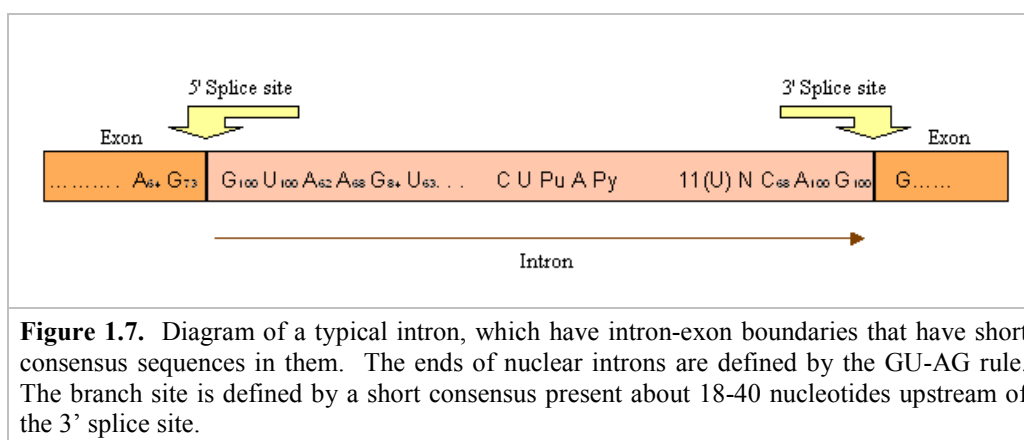 5' Splice site 3' Splice site
Exon Exon
.......... A₆₄ G₇₃ G₁₀₀ U₁₀₀ A₆₂ A₆₈ G₈₄ U₆₃... C U Pu A Py 11(U) N C₆₈ A₁₀₀ G₁₀₀ G......
Intron
Figure 1.7. Diagram of a typical intron, which have intron-exon boundaries that have short
consensus sequences in them. The ends of nuclear introns are defined by the GU-AG rule.
The branch site is defined by a short consensus present about 18-40 nucleotides upstream of
the 3’ splice site.